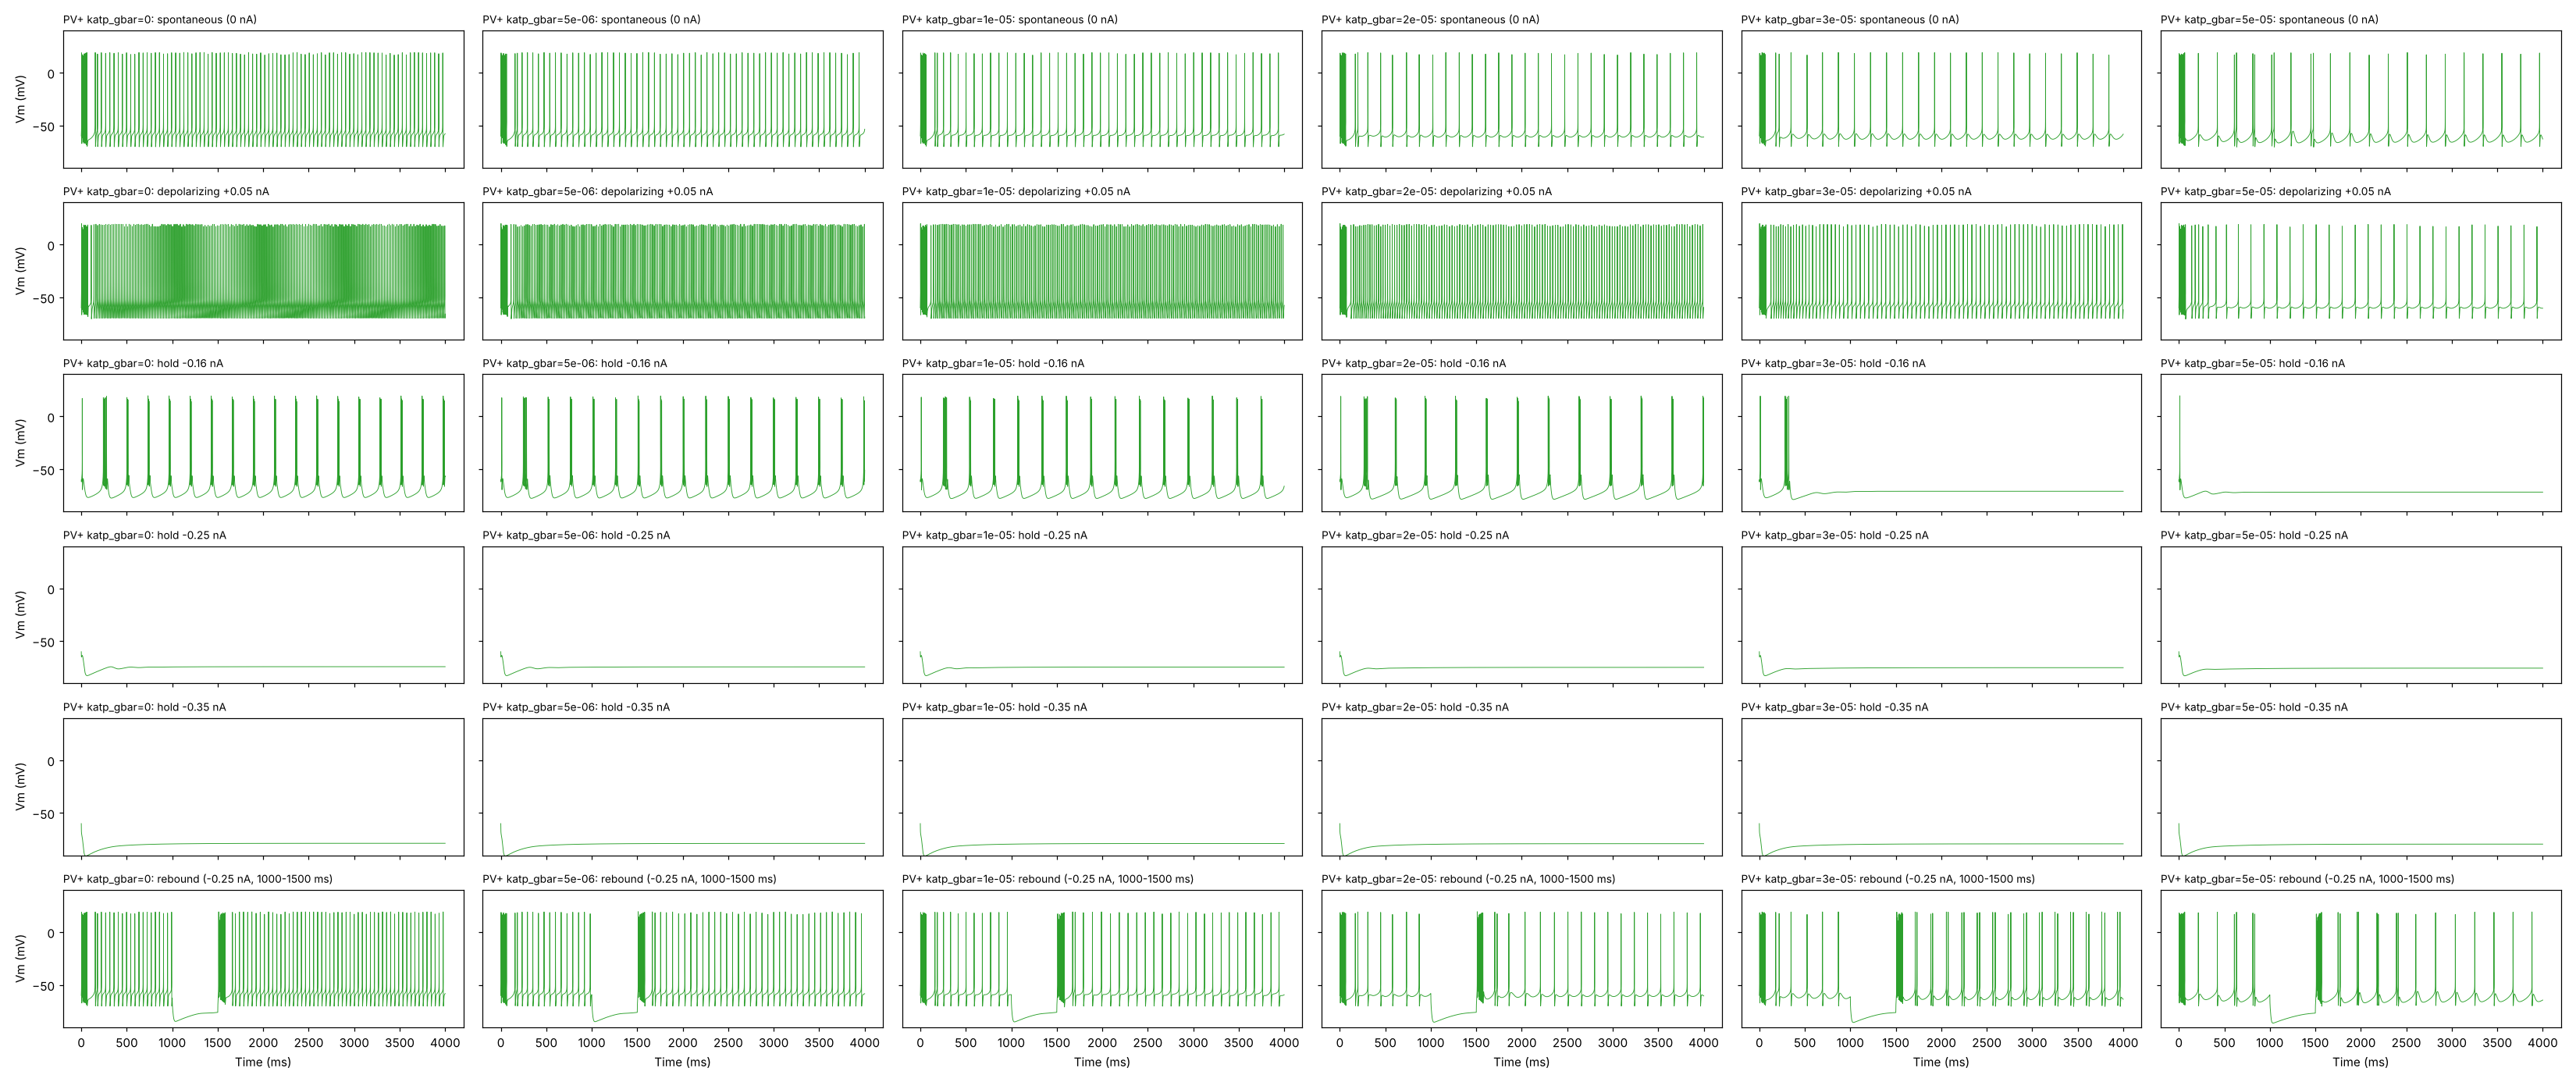 PV+ katp_gbar=0: spontaneous (0 nA)
PV+ katp_gbar=5e-06: spontaneous (0 nA)
PV+ katp_gbar=1e-05: spontaneous (0 nA)
PV+ katp_gbar=2e-05: spontaneous (0 nA)
PV+ katp_gbar=3e-05: spontaneous (0 nA)
PV+ katp_gbar=5e-05: spontaneous (0 nA)
Vm (mV)
0
−50
PV+ katp_gbar=0: depolarizing +0.05 nA
PV+ katp_gbar=5e-06: depolarizing +0.05 nA
PV+ katp_gbar=1e-05: depolarizing +0.05 nA
PV+ katp_gbar=2e-05: depolarizing +0.05 nA
PV+ katp_gbar=3e-05: depolarizing +0.05 nA
PV+ katp_gbar=5e-05: depolarizing +0.05 nA
Vm (mV)
0
−50
PV+ katp_gbar=0: hold -0.16 nA
PV+ katp_gbar=5e-06: hold -0.16 nA
PV+ katp_gbar=1e-05: hold -0.16 nA
PV+ katp_gbar=2e-05: hold -0.16 nA
PV+ katp_gbar=3e-05: hold -0.16 nA
PV+ katp_gbar=5e-05: hold -0.16 nA
Vm (mV)
0
−50
PV+ katp_gbar=0: hold -0.25 nA
PV+ katp_gbar=5e-06: hold -0.25 nA
PV+ katp_gbar=1e-05: hold -0.25 nA
PV+ katp_gbar=2e-05: hold -0.25 nA
PV+ katp_gbar=3e-05: hold -0.25 nA
PV+ katp_gbar=5e-05: hold -0.25 nA
Vm (mV)
0
−50
PV+ katp_gbar=0: hold -0.35 nA
PV+ katp_gbar=5e-06: hold -0.35 nA
PV+ katp_gbar=1e-05: hold -0.35 nA
PV+ katp_gbar=2e-05: hold -0.35 nA
PV+ katp_gbar=3e-05: hold -0.35 nA
PV+ katp_gbar=5e-05: hold -0.35 nA
Vm (mV)
0
−50
PV+ katp_gbar=0: rebound (-0.25 nA, 1000-1500 ms)
PV+ katp_gbar=5e-06: rebound (-0.25 nA, 1000-1500 ms)
PV+ katp_gbar=1e-05: rebound (-0.25 nA, 1000-1500 ms)
PV+ katp_gbar=2e-05: rebound (-0.25 nA, 1000-1500 ms)
PV+ katp_gbar=3e-05: rebound (-0.25 nA, 1000-1500 ms)
PV+ katp_gbar=5e-05: rebound (-0.25 nA, 1000-1500 ms)
Vm (mV)
0
−50
0 500 1000 1500 2000 2500 3000 3500 4000
0 500 1000 1500 2000 2500 3000 3500 4000
0 500 1000 1500 2000 2500 3000 3500 4000
0 500 1000 1500 2000 2500 3000 3500 4000
0 500 1000 1500 2000 2500 3000 3500 4000
0 500 1000 1500 2000 2500 3000 3500 4000
Time (ms)
Time (ms)
Time (ms)
Time (ms)
Time (ms)
Time (ms)